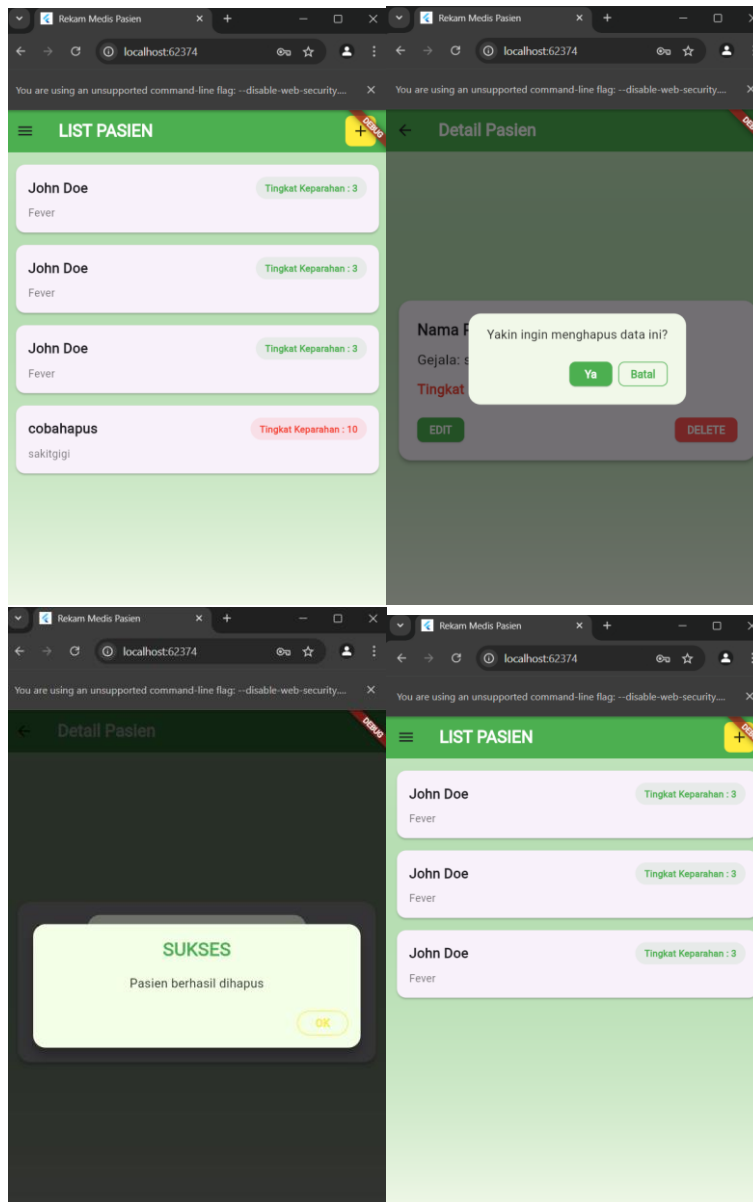 Rekam Medis Pasien
localhost:62374
You are using an unsupported command-line flag: --disable-web-security....
LIST PASIEN
DEBUG
John Doe
Tingkat Keparahan : 3
Fever
John Doe
Tingkat Keparahan : 3
Fever
John Doe
Tingkat Keparahan : 3
Fever
cobahapus
Tingkat Keparahan : 10
sakitgigi
Rekam Medis Pasien
localhost:62374
You are using an unsupported command-line flag: --disable-web-security....
Detail Pasien
Nama P
Yakin ingin menghapus data ini?
Gejala: s
Ya
Batal
Tingkat
EDIT
DELETE
Rekam Medis Pasien
localhost:62374
You are using an unsupported command-line flag: --disable-web-security....
Detail Pasien
DEBUG
SUKSES
Pasien berhasil dihapus
OK
Rekam Medis Pasien
localhost:62374
You are using an unsupported command-line flag: --disable-web-security....
LIST PASIEN
John Doe
Tingkat Keparahan : 3
Fever
John Doe
Tingkat Keparahan : 3
Fever
John Doe
Tingkat Keparahan : 3
Fever